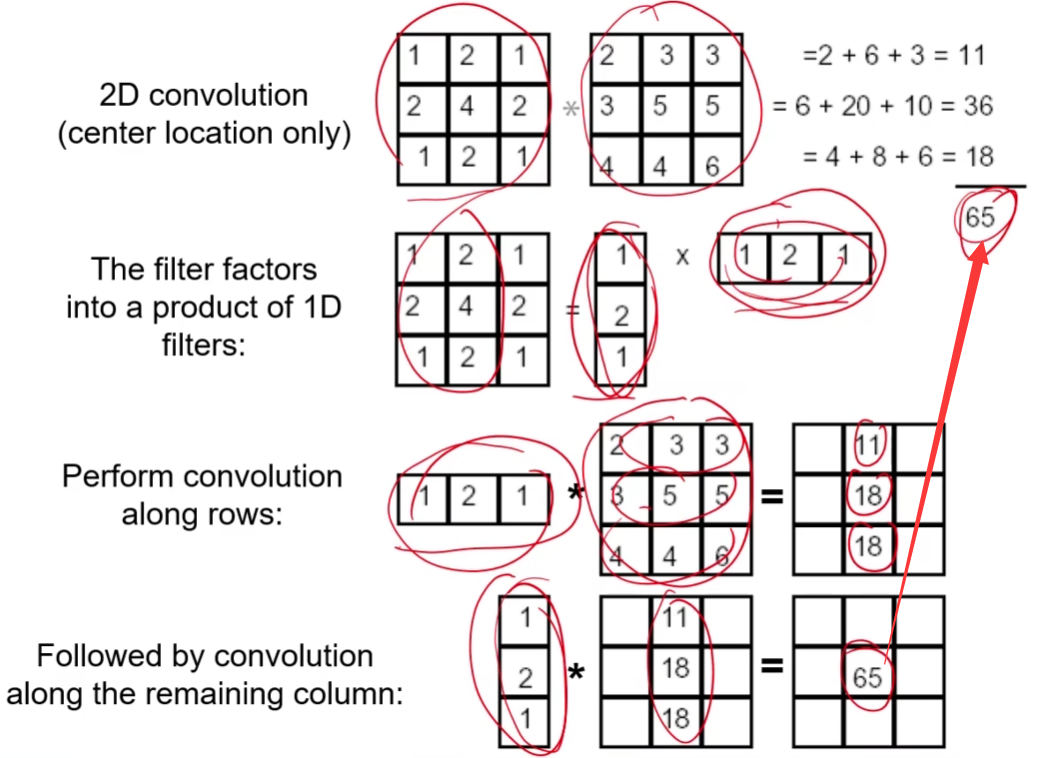 2D convolution
(center location only)
1 2 1
2 4 2
1 2 1
*
2 3 3
3 5 5
4 4 6
=2 + 6 + 3 = 11
= 6 + 20 + 10 = 36
= 4 + 8 + 6 = 18
65
The filter factors
into a product of 1D
filters:
1 2 1
2 4 2
1 2 1
=
1
2
1
x
1 2 1
Perform convolution
along rows:
1 2 1
*
2 3 3
3 5 5
4 4 6
=
11
18
18
Followed by convolution
along the remaining column:
1
2
1
*
11
18
18
=
65